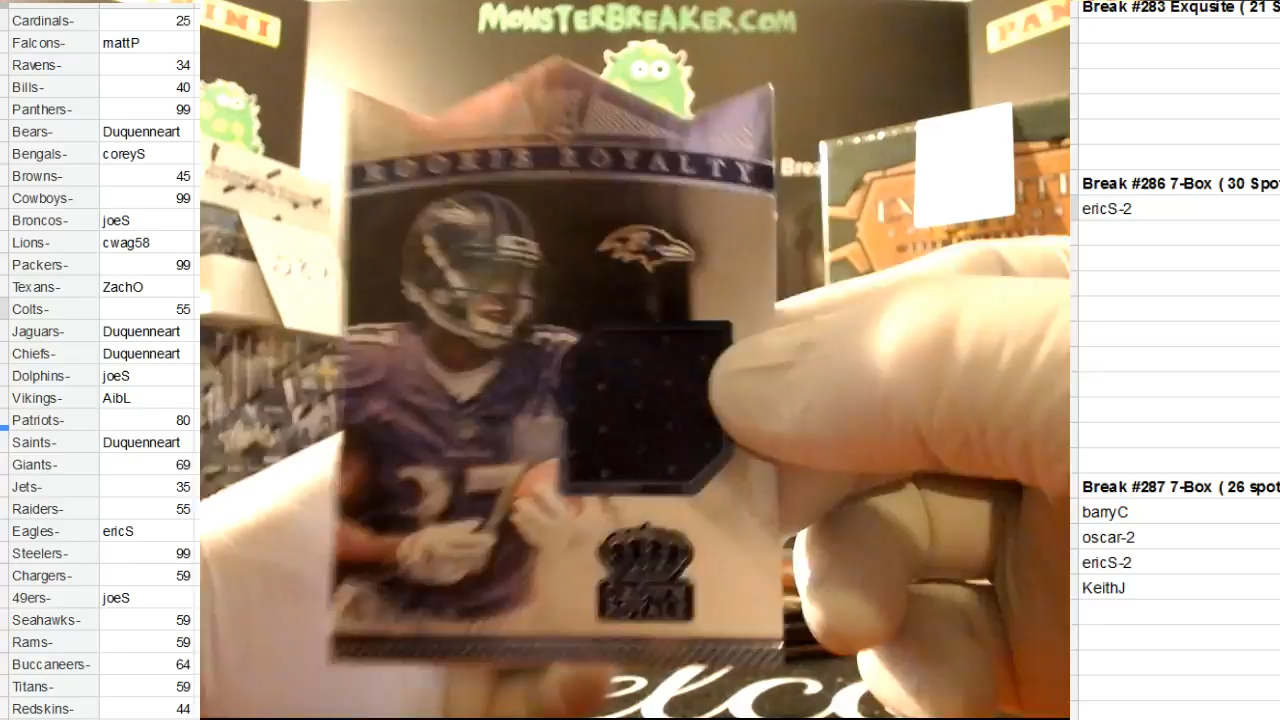 Cardinals- 25
Falcons- mattP
Ravens- 34
Bills- 40
Panthers- 99
Bears- Duquenneart
Bengals- coreyS
Browns- 45
Cowboys- 99
Broncos- joeS
Lions- cwag58
Packers- 99
Texans- ZachO
Colts- 55
Jaguars- Duquenneart
Chiefs- Duquenneart
Dolphins- joeS
Vikings- AibL
Patriots- 80
Saints- Duquenneart
Giants- 69
Jets- 35
Raiders- 55
Eagles- ericS
Steelers- 99
Chargers- 59
49ers- joeS
Seahawks- 59
Rams- 59
Buccaneers- 64
Titans- 59
Redskins- 44
MONSTERBREAKER.COM
ROOKIE ROYALTY
37
Break #283 Exqusite ( 21 S
Break #286 7-Box ( 30 Spot
ericS-2
Break #287 7-Box ( 26 spot
barryC
oscar-2
ericS-2
KeithJ